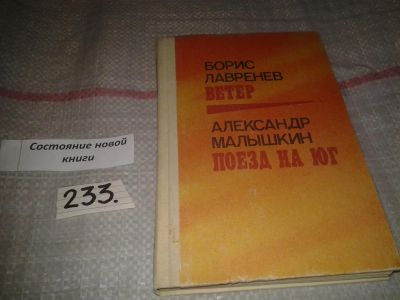 БОРИС
ЛАВРЕНЕВ
ВЕТЕР
АЛЕКСАНДР
МАЛЫШКИН
ПОЕЗД НА ЮГ
Состояние новой
книги
233.